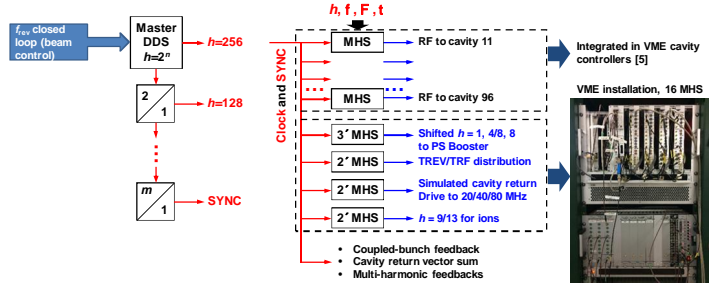 h, f , F , t
f rev closed
loop (beam
control)
Master
DDS
h=2ⁿ
h=256
2
1
h=128
m
1
SYNC
Clock and SYNC
MHS
RF to cavity 11
MHS
RF to cavity 96
3´ MHS
Shifted h = 1, 4/8, 8
to PS Booster
2´ MHS
TREV/TRF distribution
2´ MHS
Simulated cavity return
Drive to 20/40/80 MHz
2´ MHS
h = 9/13 for ions
• Coupled-bunch feedback
• Cavity return vector sum
• Multi-harmonic feedbacks
Integrated in VME cavity
controllers [5]
VME installation, 16 MHS